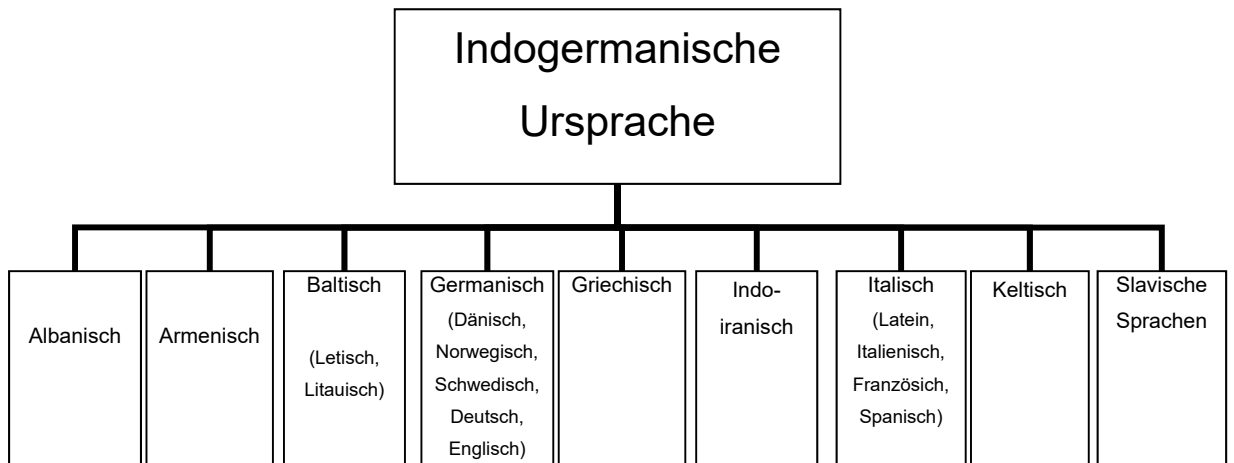 Indogermanische
Ursprache
Albanisch
Armenisch
Baltisch
(Letisch,
Litauisch)
Germanisch
(Dänisch,
Norwegisch,
Schwedisch,
Deutsch,
Englisch)
Griechisch
Indo-
iranisch
Italisch
(Latein,
Italienisch,
Französich,
Spanisch)
Keltisch
Slavische
Sprachen